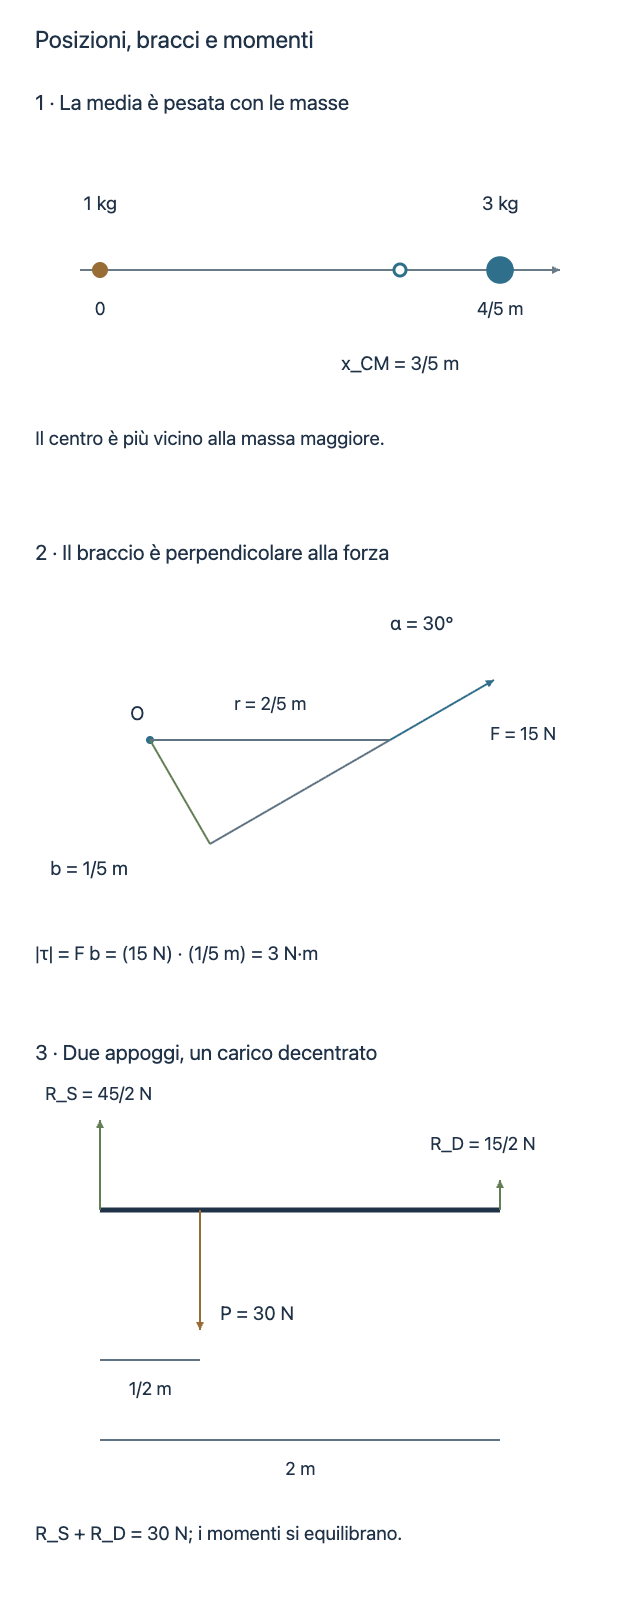 Posizioni, bracci e momenti
1 · La media è pesata con le masse
1 kg
3 kg
0
4/5 m
x_CM = 3/5 m
Il centro è più vicino alla massa maggiore.
2 · Il braccio è perpendicolare alla forza
α = 30°
O
r = 2/5 m
F = 15 N
b = 1/5 m
|τ| = F b = (15 N) · (1/5 m) = 3 N·m
3 · Due appoggi, un carico decentrato
R_S = 45/2 N
R_D = 15/2 N
P = 30 N
1/2 m
2 m
R_S + R_D = 30 N; i momenti si equilibrano.